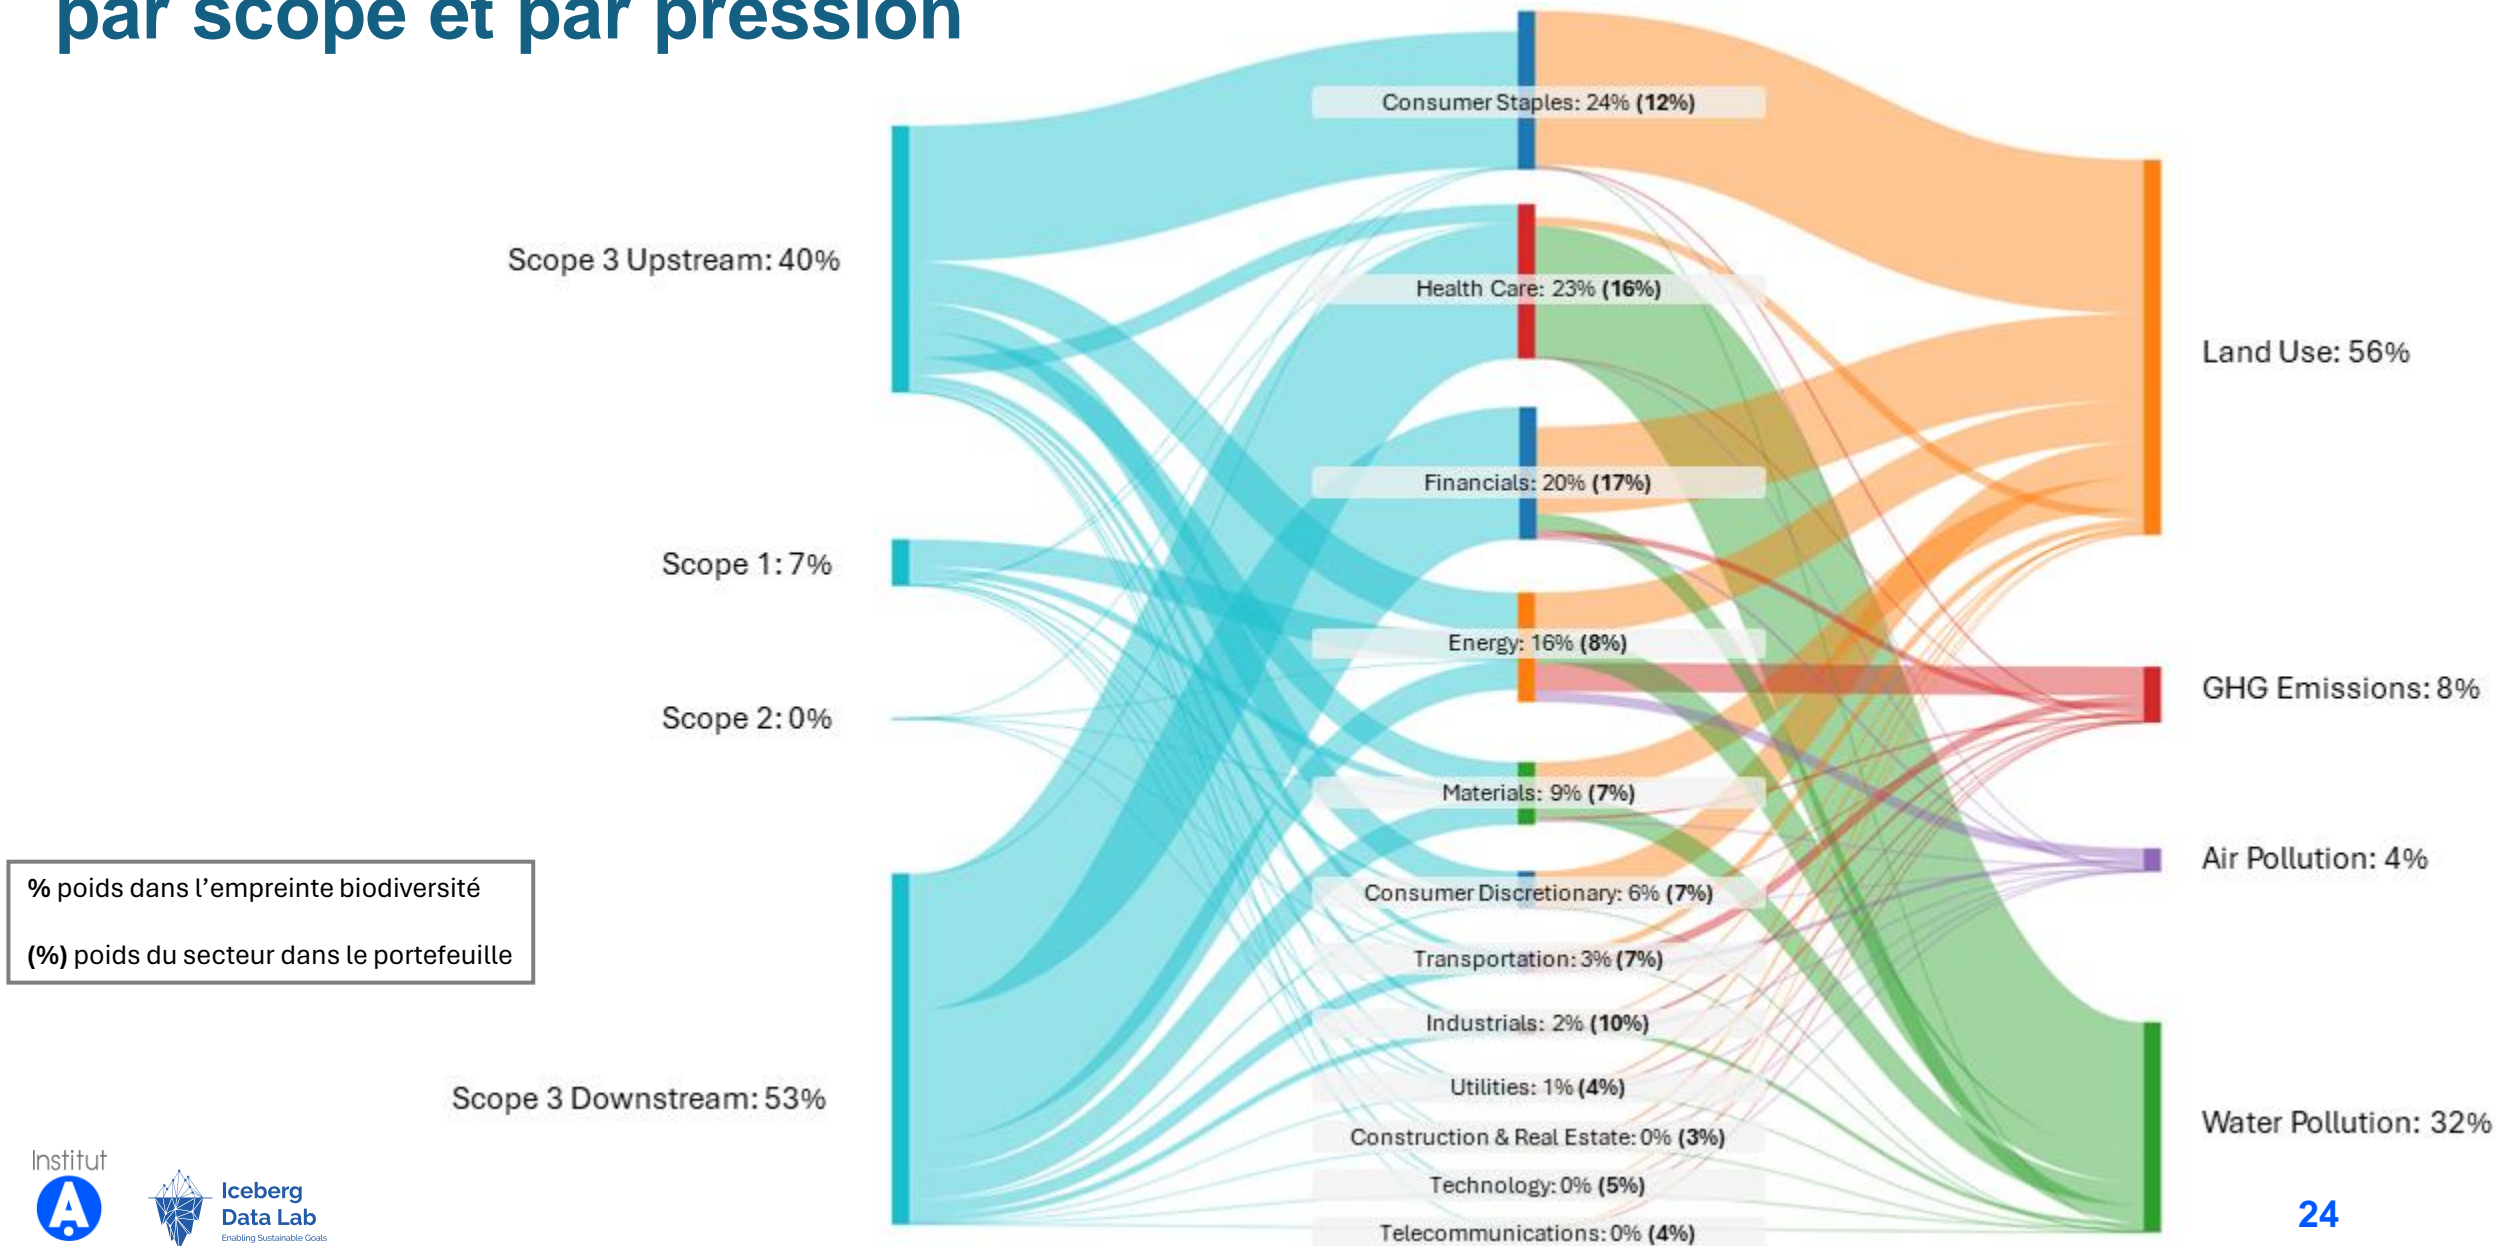 par scope et par pression
Scope 3 Upstream: 40%
Scope 1: 7%
Scope 2: 0%
Scope 3 Downstream: 53%
% poids dans l’empreinte biodiversité
(%) poids du secteur dans le portefeuille
Consumer Staples: 24% (12%)
Health Care: 23% (16%)
Financials: 20% (17%)
Energy: 16% (8%)
Materials: 9% (7%)
Consumer Discretionary: 6% (7%)
Transportation: 3% (7%)
Industrials: 2% (10%)
Utilities: 1% (4%)
Construction & Real Estate: 0% (3%)
Technology: 0% (5%)
Telecommunications: 0% (4%)
Land Use: 56%
GHG Emissions: 8%
Air Pollution: 4%
Water Pollution: 32%
Institut
A
Iceberg
Data Lab
Enabling Sustainable Goals
24